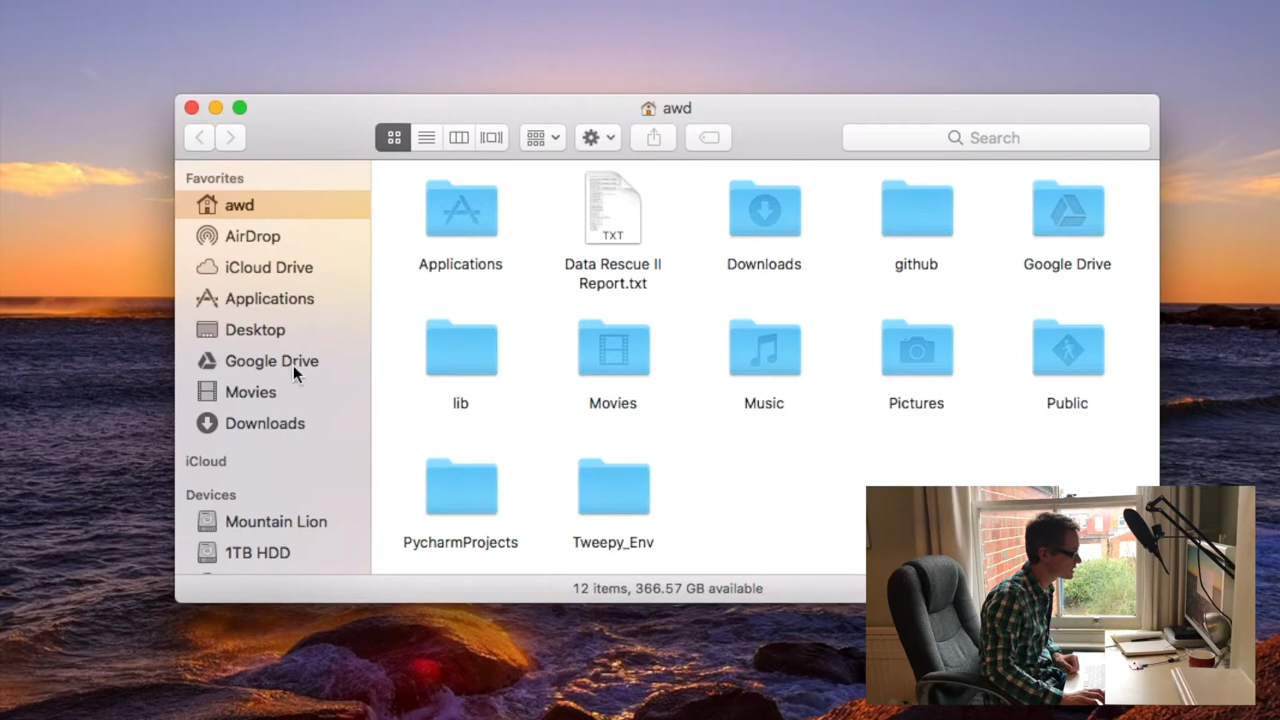 awd
Search
Favorites
awd
AirDrop
iCloud Drive
Applications
Desktop
Google Drive
Movies
Downloads
iCloud
Devices
Mountain Lion
1TB HDD
Applications
TXT
Data Rescue II
Report.txt
Downloads
github
Google Drive
lib
Movies
Music
Pictures
Public
PycharmProjects
Tweepy_Env
12 items, 366.57 GB available